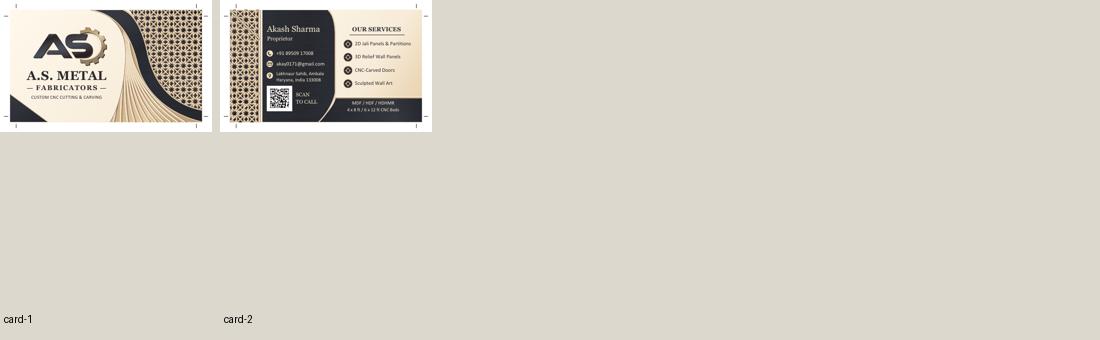 AS
A.S. METAL
FABRICATORS
CUSTOM CNC CUTTING & CARVING
Akash Sharma
Proprietor
+91 89509 17008
akay0171@gmail.com
Lakhnaur Sahib, Ambala
Haryana, India 133006
SCAN
TO CALL
OUR SERVICES
2D Jali Panels & Partitions
3D Relief Wall Panels
CNC-Carved Doors
Sculpted Wall Art
MDF / HDF / HDHMR
4 x 8 ft / 6 x 12 ft CNC Beds
card-1
card-2